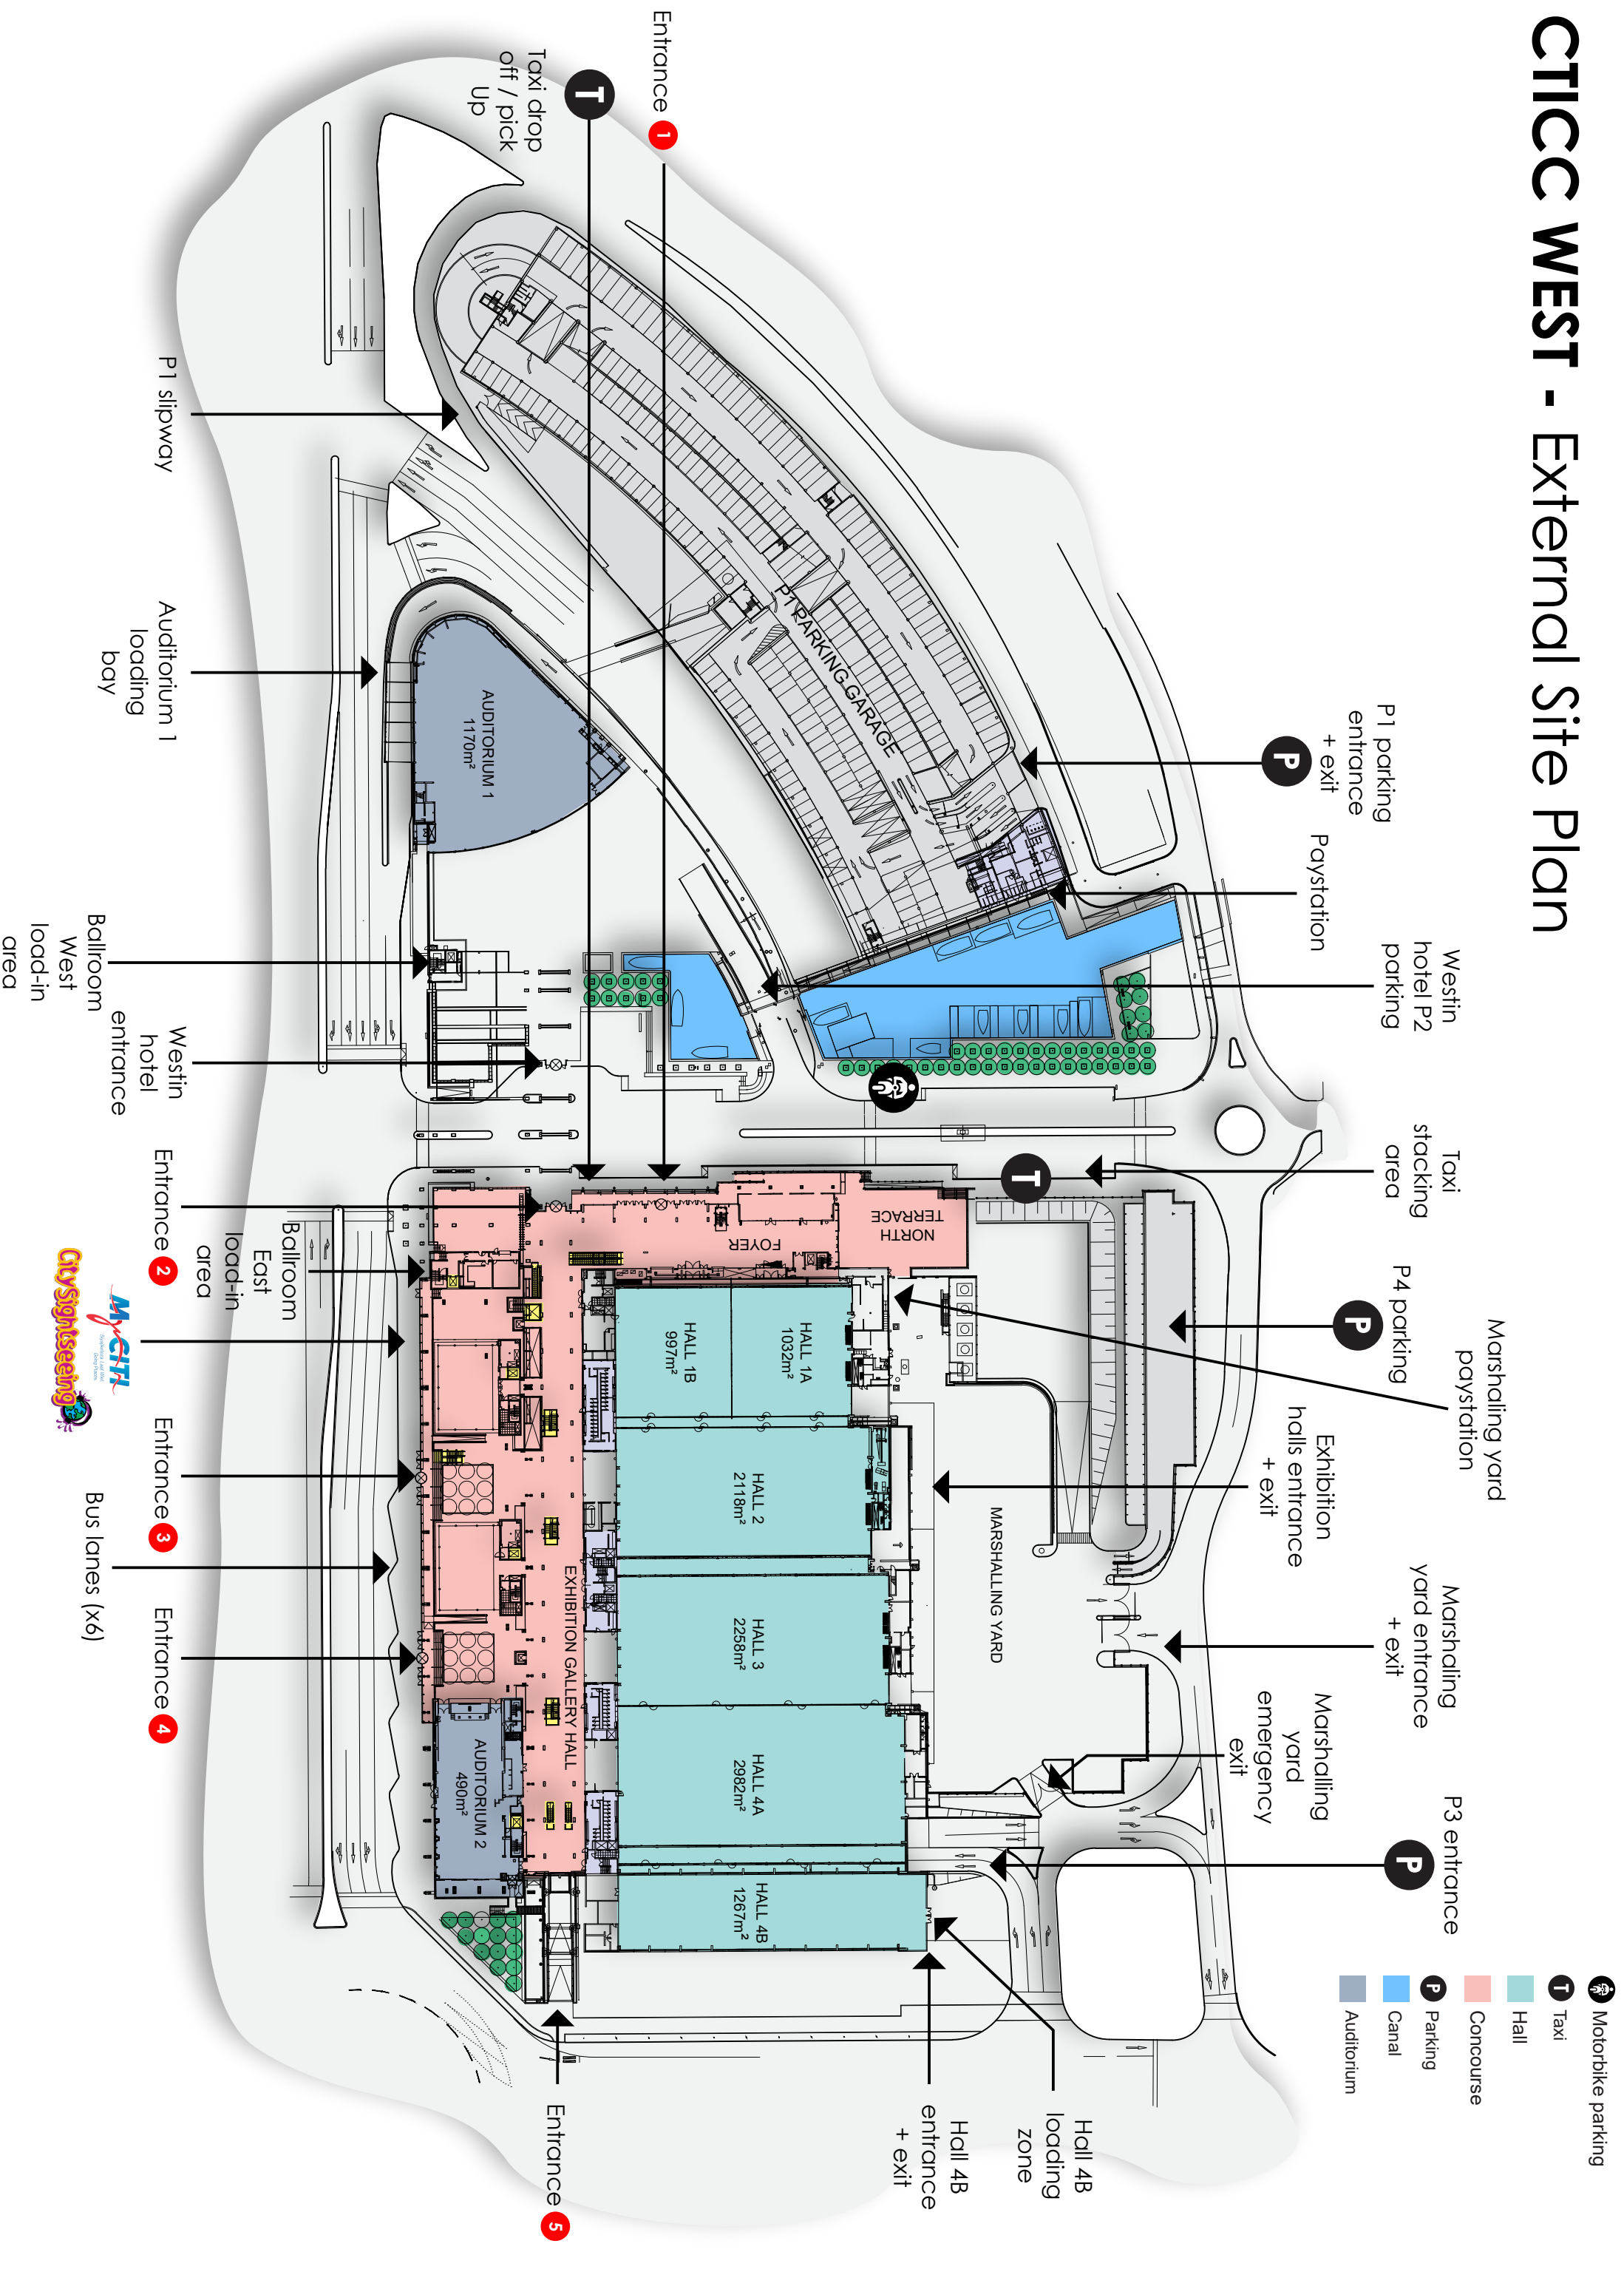 CTICC WEST - External Site Plan
Entrance 1
T
Taxi drop
off / pick
Up
P1 parking
entrance
+ exit
P
Paystation
Westin
hotel P2
parking
Taxi
stacking
area
T
P4 parking
P
Marshaling yard
paystation
Exhibition
halls entrance
+ exit
Marshaling
yard entrance
+ exit
Marshalling
yard
emergency
exit
P3 entrance
P
Motorbike parking
T Taxi
Hall
Concourse
P Parking
Canal
Auditorium
P1 PARKING GARAGE
NORTH
TERRACE
FOYER
MARSHALLING YARD
HALL 1A
1032m²
HALL 1B
997m²
HALL 2
2118m²
HALL 3
2258m²
HALL 4A
2982m²
HALL 4B
1267m²
EXHIBITION GALLERY HALL
AUDITORIUM 1
1170m²
AUDITORIUM 2
490m²
Hall 4B
loading
zone
Hall 4B
entrance
+ exit
Entrance 5
P1 slipway
Auditorium 1
loading
bay
Ballroom
West
load-in
area
Westin
hotel
entrance
Entrance 2
Ballroom
East
load-in
area
MyCiTi
CitySightseeing
Entrance 3
Bus lanes (x6)
Entrance 4